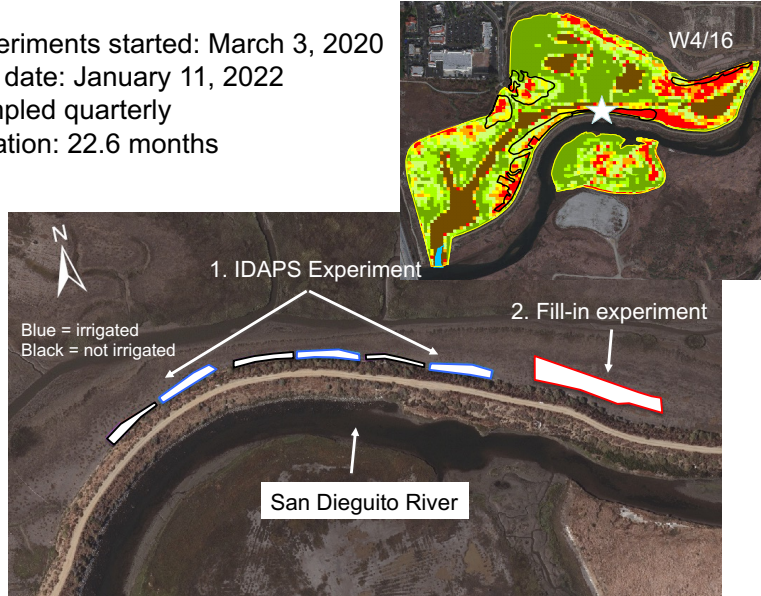 eriments started: March 3, 2020
date: January 11, 2022
npled quarterly
ation: 22.6 months
W4/16
N
1. IDAPS Experiment
2. Fill-in experiment
Blue = irrigated
Black = not irrigated
San Dieguito River